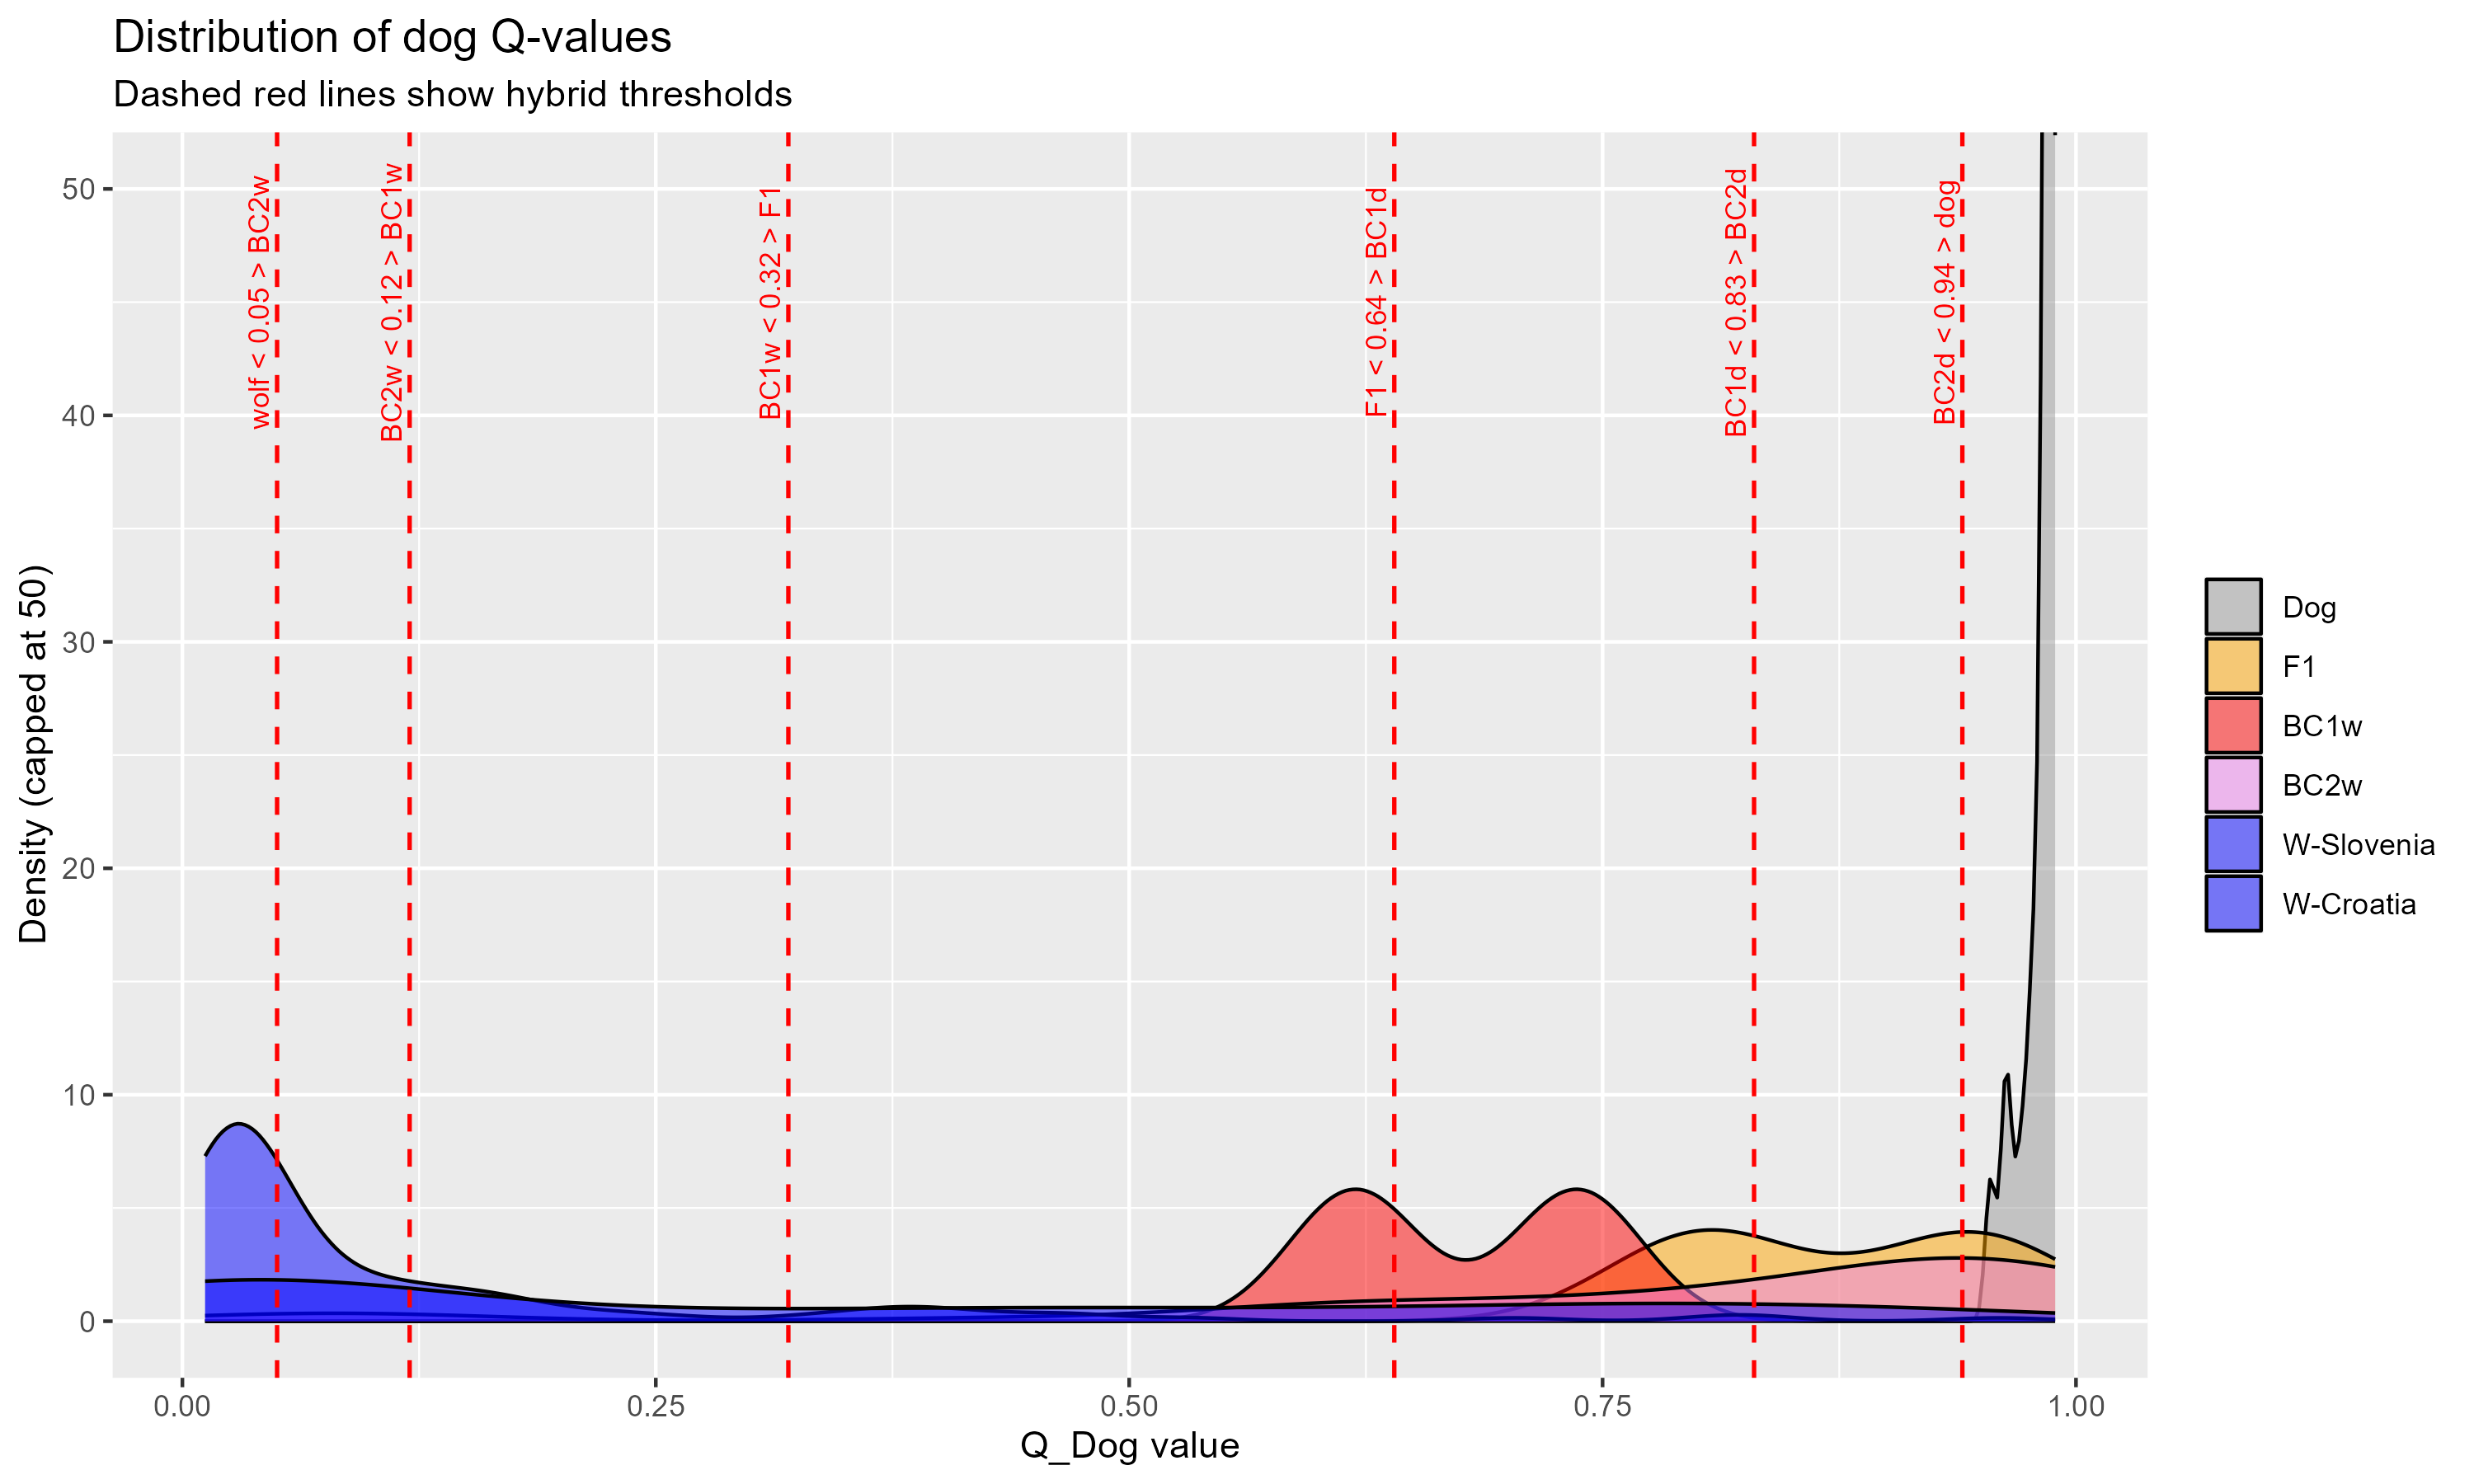 Distribution of dog Q-values
Dashed red lines show hybrid thresholds
Density (capped at 50)
50
40
30
20
10
0
wolf < 0.05 > BC2w
BC2w < 0.12 > BC1w
BC1w < 0.32 > F1
F1 < 0.64 > BC1d
BC1d < 0.83 > BC2d
BC2d < 0.94 > dog
0.00
0.25
0.50
0.75
1.00
Q_Dog value
Dog
F1
BC1w
BC2w
W-Slovenia
W-Croatia